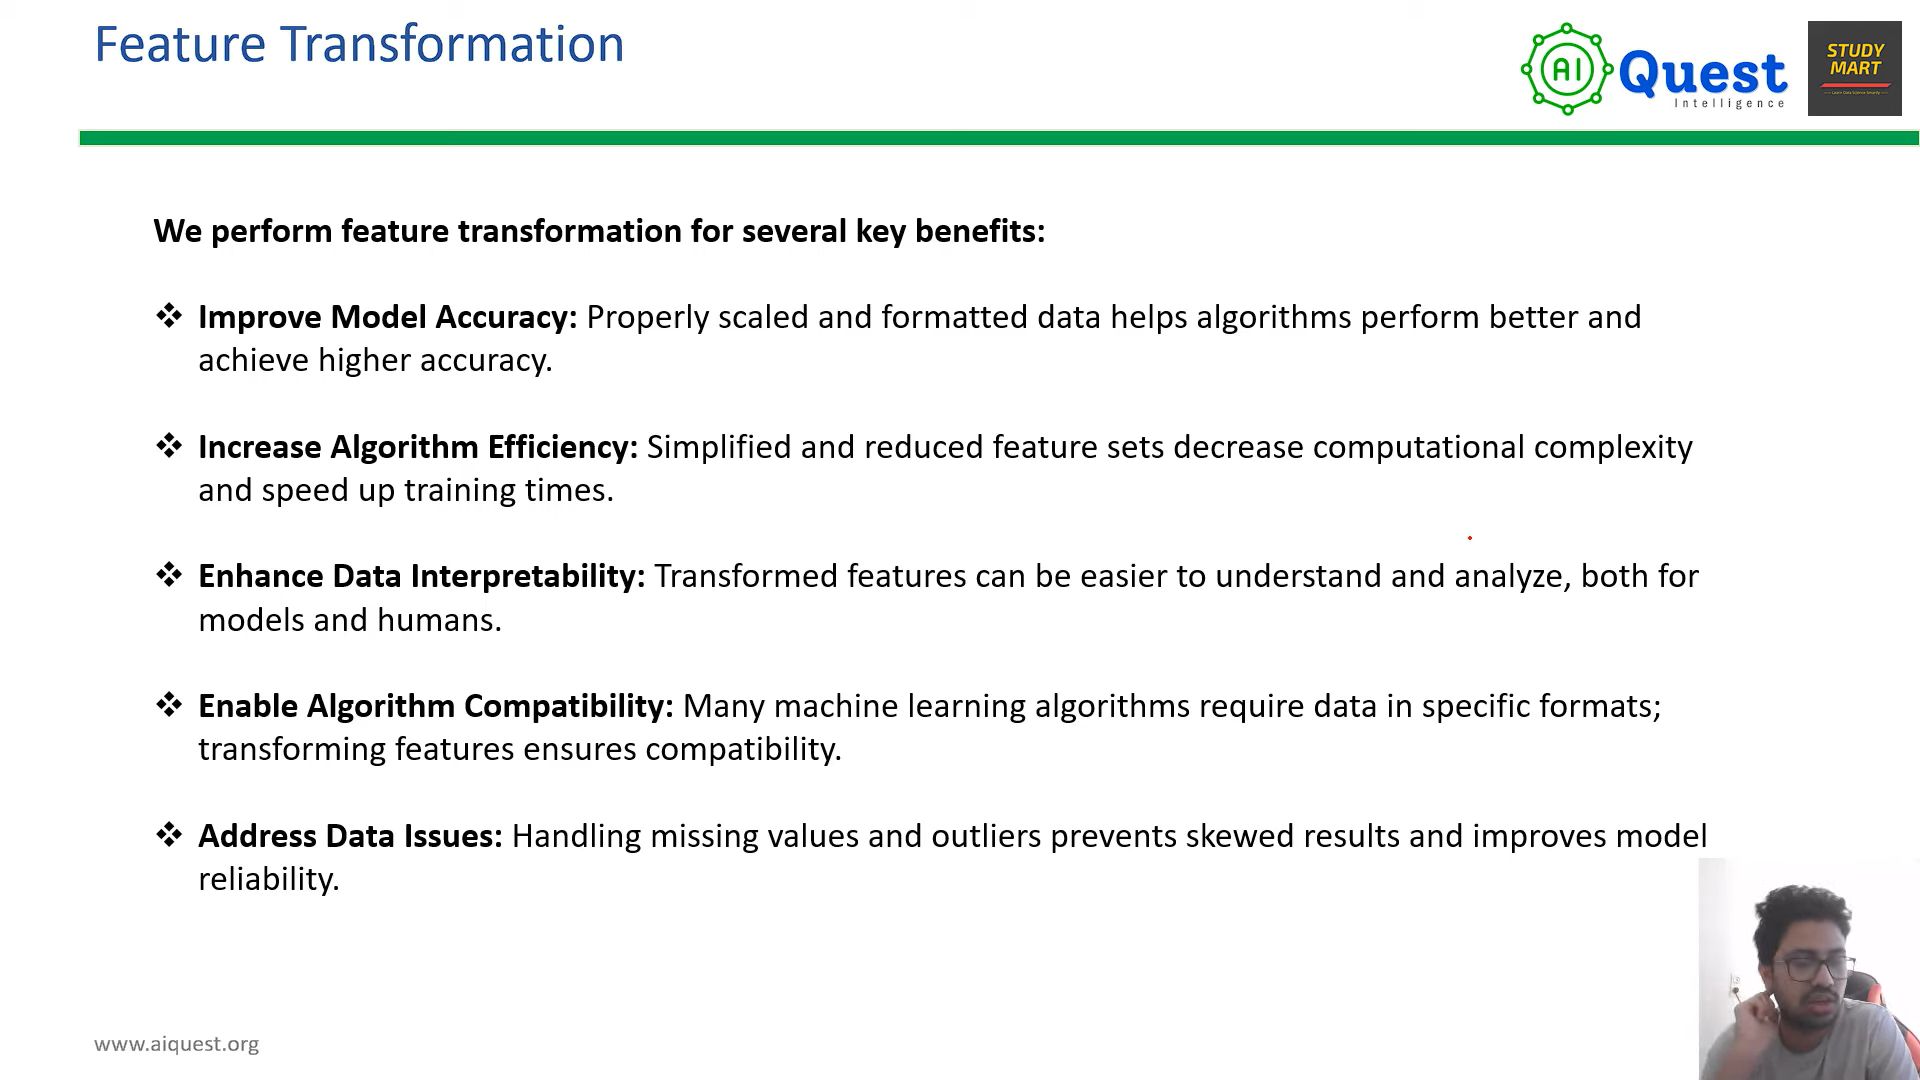 Feature Transformation
AI Quest
Intelligence
STUDY
MART
Learn Data Science Smartly
We perform feature transformation for several key benefits:
❖ Improve Model Accuracy: Properly scaled and formatted data helps algorithms perform better and
achieve higher accuracy.
❖ Increase Algorithm Efficiency: Simplified and reduced feature sets decrease computational complexity
and speed up training times.
❖ Enhance Data Interpretability: Transformed features can be easier to understand and analyze, both for
models and humans.
❖ Enable Algorithm Compatibility: Many machine learning algorithms require data in specific formats;
transforming features ensures compatibility.
❖ Address Data Issues: Handling missing values and outliers prevents skewed results and improves model
reliability.
www.aiquest.org